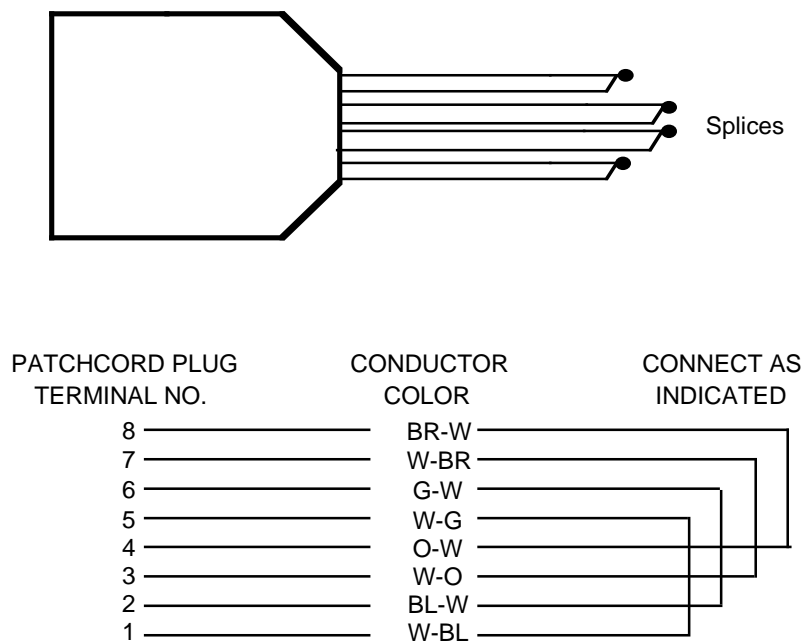 Splices
PATCHCORD PLUG CONDUCTOR CONNECT AS
TERMINAL NO. COLOR INDICATED
8 BR-W
7 W-BR
6 G-W
5 W-G
4 O-W
3 W-O
2 BL-W
1 W-BL